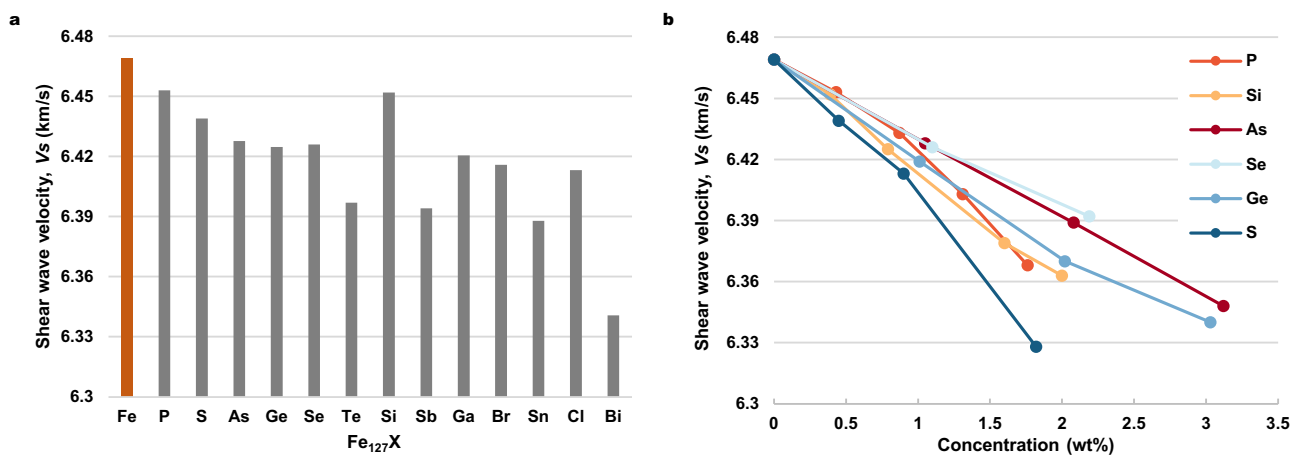 a
Shear wave velocity, Vs (km/s)
6.48
6.45
6.42
6.39
6.36
6.33
6.3
Fe P S As Ge Se Te Si Sb Ga Br Sn Cl Bi
Fe₁₂₇X
b
Shear wave velocity, Vs (km/s)
6.48
6.45
6.42
6.39
6.36
6.33
6.3
0 0.5 1 1.5 2 2.5 3 3.5
Concentration (wt%)
P
Si
As
Se
Ge
S